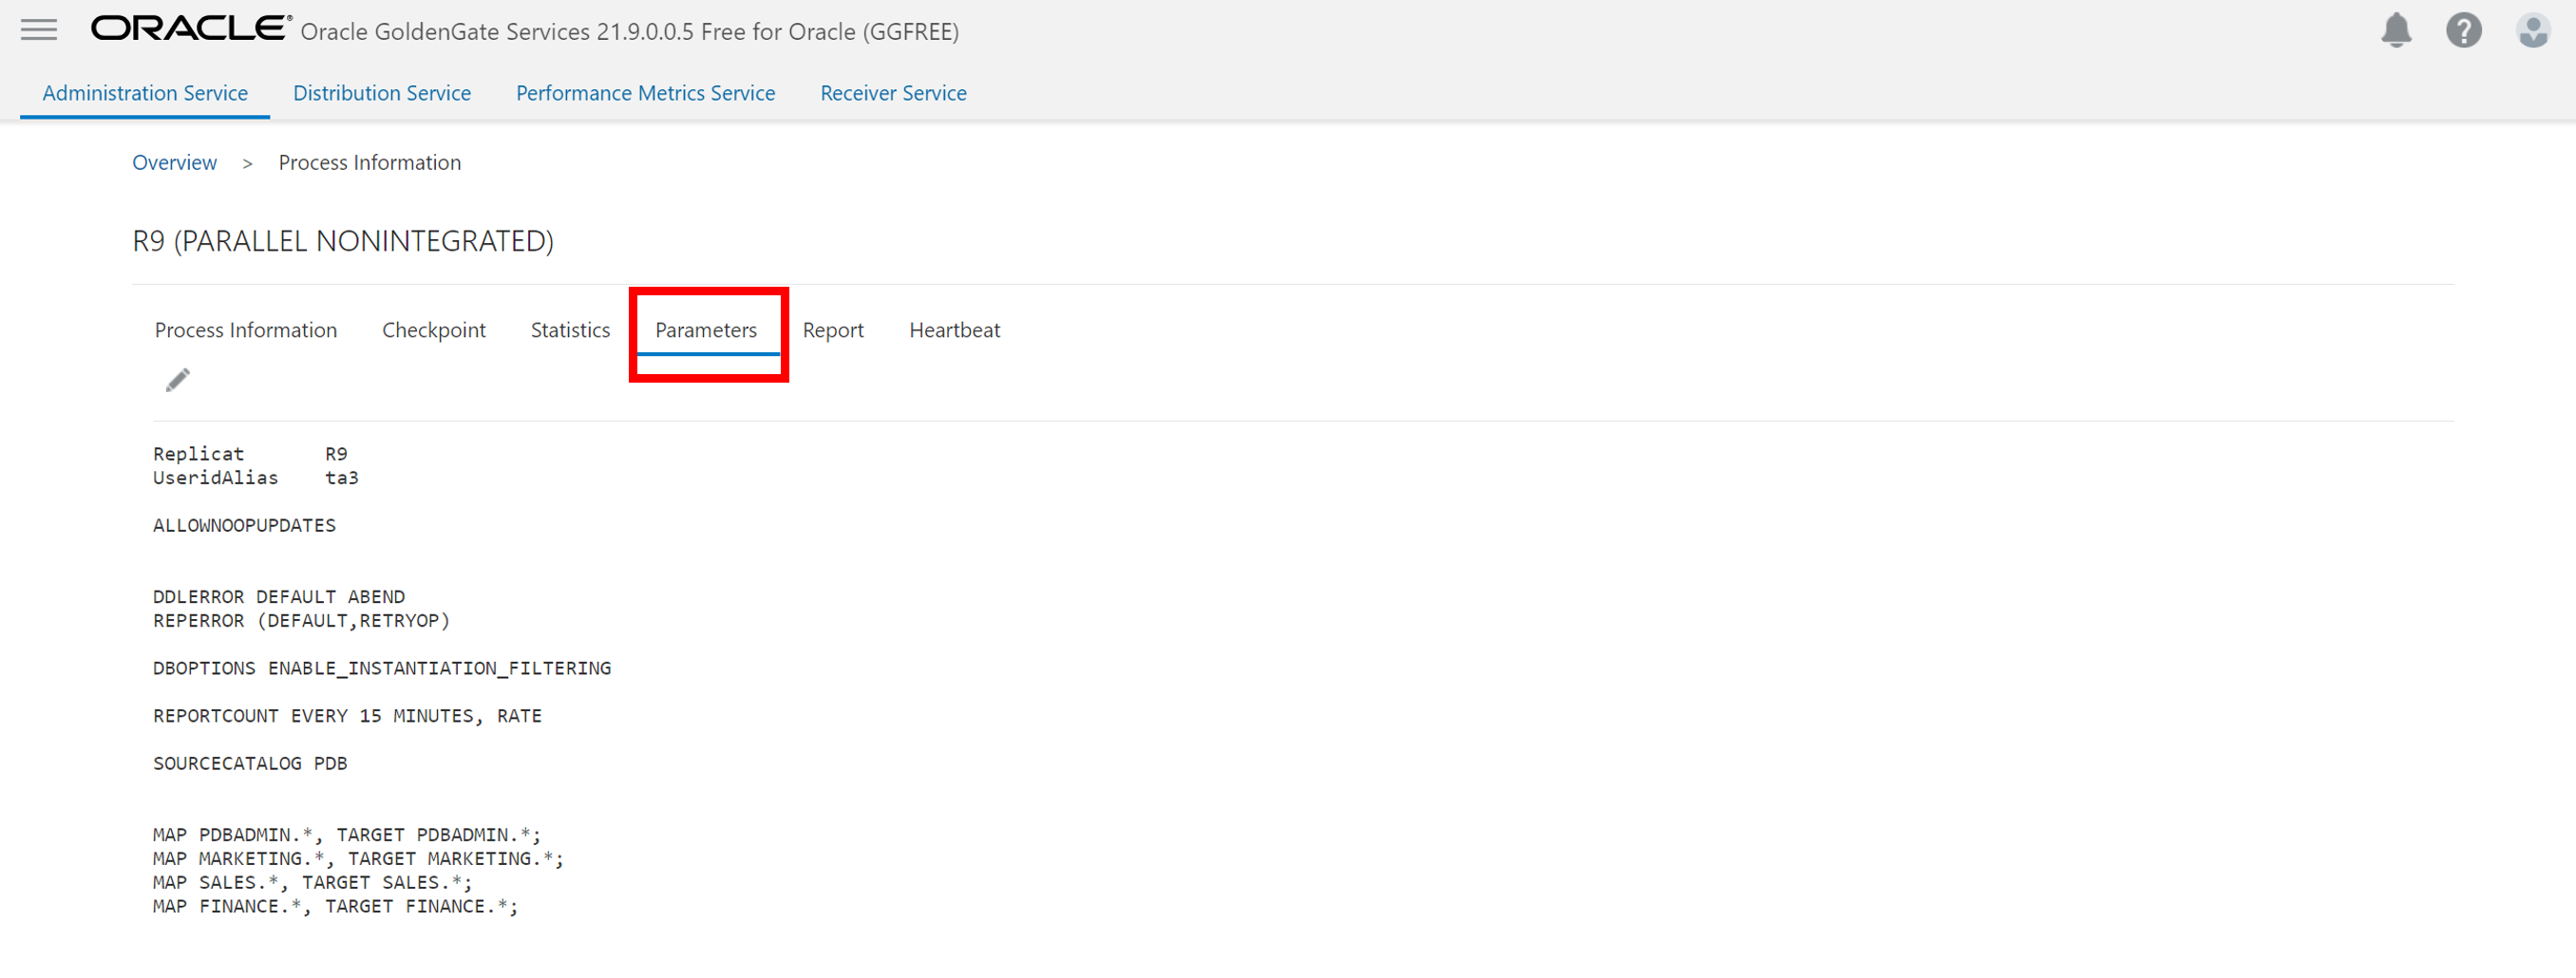 ORACLE® Oracle GoldenGate Services 21.9.0.0.5 Free for Oracle (GGFREE)
Administration Service Distribution Service Performance Metrics Service Receiver Service
Overview > Process Information
R9 (PARALLEL NONINTEGRATED)
Process Information Checkpoint Statistics Parameters Report Heartbeat
Replicat R9
UseridAlias ta3
ALLOWNOOPUPDATES
DDLERROR DEFAULT ABEND
REPERROR (DEFAULT,RETRYOP)
DBOPTIONS ENABLE_INSTANTIATION_FILTERING
REPORTCOUNT EVERY 15 MINUTES, RATE
SOURCECATALOG PDB
MAP PDBADMIN.*, TARGET PDBADMIN.*;
MAP MARKETING.*, TARGET MARKETING.*;
MAP SALES.*, TARGET SALES.*;
MAP FINANCE.*, TARGET FINANCE.*;